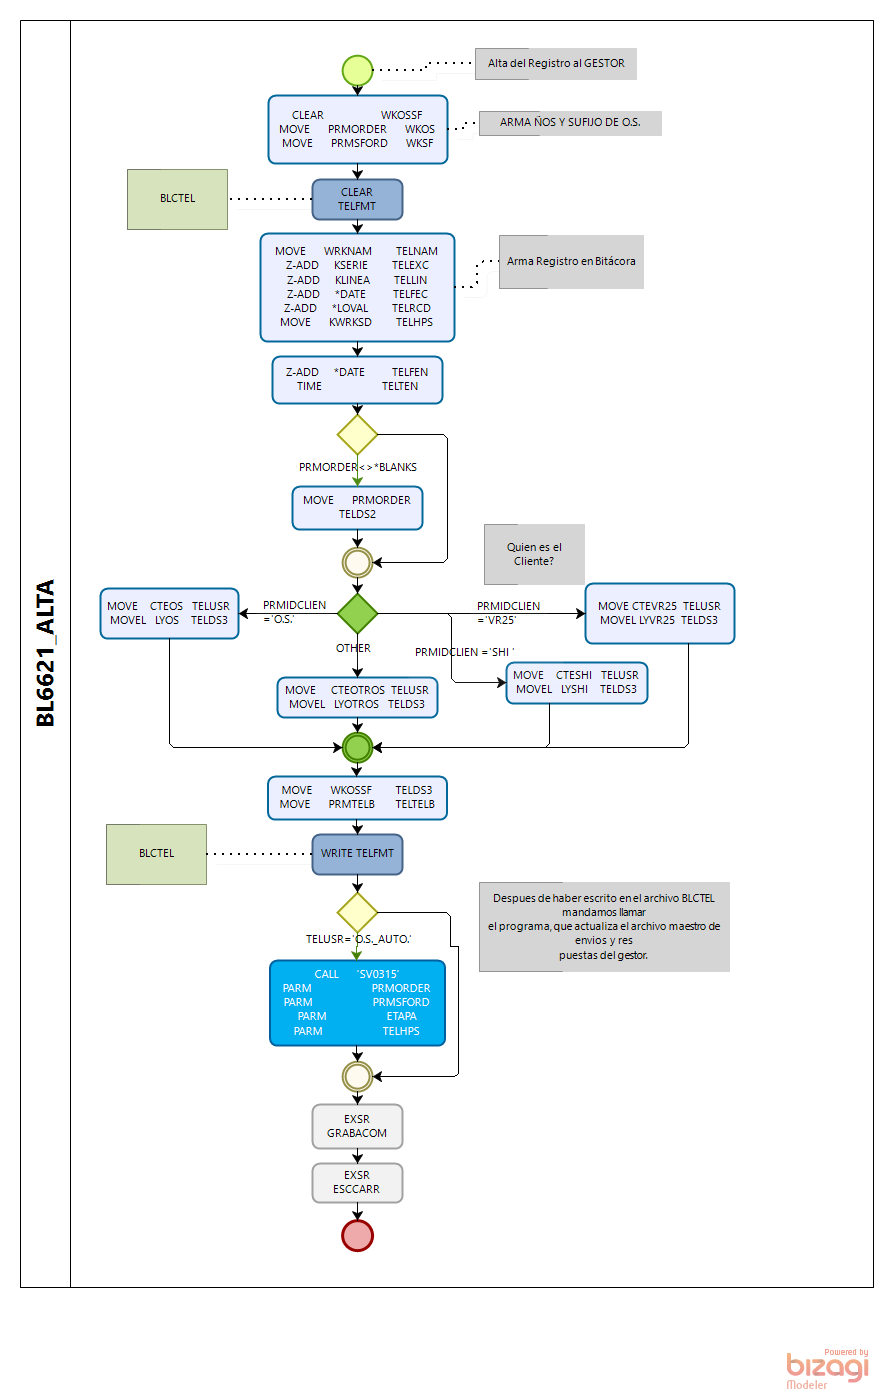 BL6621_ALTA
Alta del Registro al GESTOR
CLEAR WKOSSF
MOVE PRMORDER WKOS
MOVE PRMSFORD WKSF
ARMA ÑOS Y SUFIJO DE O.S.
BLCTEL
CLEAR
TELFMT
MOVE WRKNAM TELNAM
Z-ADD KSERIE TELEXC
Z-ADD KLINEA TELLIN
Z-ADD *DATE TELFEC
Z-ADD *LOVAL TELRCD
MOVE KWRKSD TELHPS
Arma Registro en Bitácora
Z-ADD *DATE TELFEN
TIME TELTEN
PRMORDER<>*BLANKS
MOVE PRMORDER
TELDS2
Quien es el
Cliente?
MOVE CTEOS TELUSR
MOVEL LYOS TELDS3
PRMIDCLIEN
='O.S.'
PRMIDCLIEN
='VR25'
MOVE CTEVR25 TELUSR
MOVEL LYVR25 TELDS3
OTHER
PRMIDCLIEN ='SHI '
MOVE CTESHI TELUSR
MOVEL LYSHI TELDS3
MOVE CTEOTROS TELUSR
MOVEL LYOTROS TELDS3
MOVE WKOSSF TELDS3
MOVE PRMTELB TELTELB
BLCTEL
WRITE TELFMT
Despues de haber escrito en el archivo BLCTEL
mandamos llamar
el programa, que actualiza el archivo maestro de
envios y res
puestas del gestor.
TELUSR='O.S._AUTO.'
CALL 'SV0315'
PARM PRMORDER
PARM PRMSFORD
PARM ETAPA
PARM TELHPS
EXSR
GRABACOM
EXSR
ESCCARR
Powered by
bizagi
Modeler